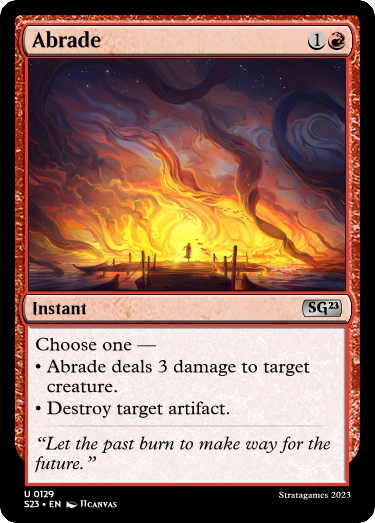 Abrade 1
Instant SG23
Choose one —
• Abrade deals 3 damage to target
creature.
• Destroy target artifact.
“Let the past burn to make way for the
future.”
U 0129
S23 • EN JJCANVAS
Stratagames 2023